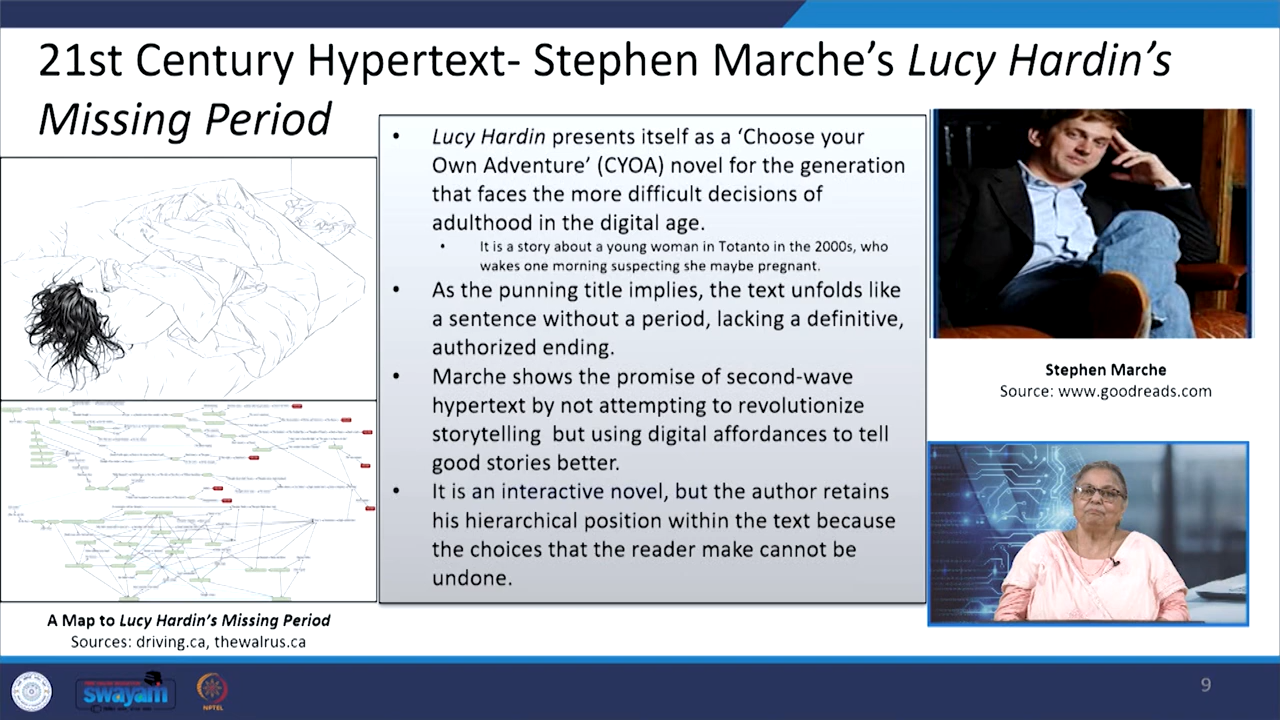 21st Century Hypertext- Stephen Marche’s Lucy Hardin’s
Missing Period
• Lucy Hardin presents itself as a ‘Choose your
Own Adventure’ (CYOA) novel for the generation
that faces the more difficult decisions of
adulthood in the digital age.
• It is a story about a young woman in Totanto in the 2000s, who
wakes one morning suspecting she maybe pregnant.
• As the punning title implies, the text unfolds like
a sentence without a period, lacking a definitive,
authorized ending.
• Marche shows the promise of second-wave
hypertext by not attempting to revolutionize
storytelling but using digital affordances to tell
good stories better.
• It is an interactive novel, but the author retains
his hierarchical position within the text because
the choices that the reader make cannot be
undone.
Stephen Marche
Source: www.goodreads.com
A Map to Lucy Hardin’s Missing Period
Sources: driving.ca, thewalrus.ca
swayam
NPTEL
9